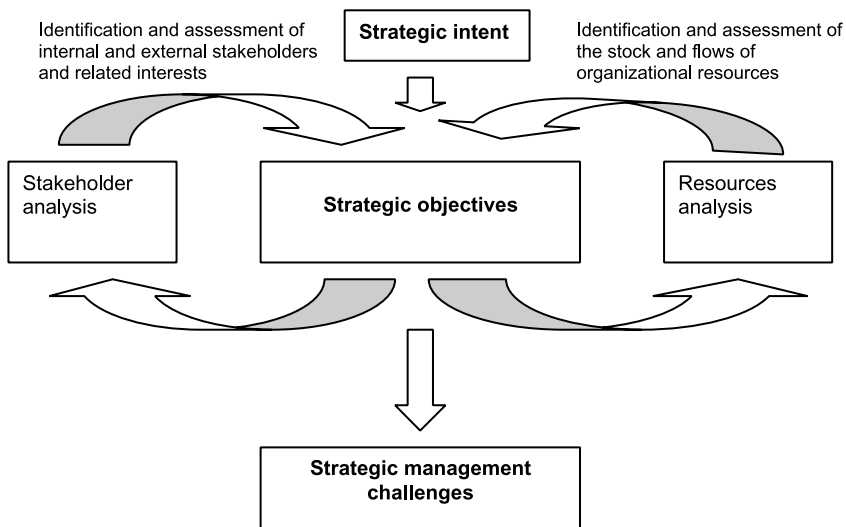 Identification and assessment of
internal and external stakeholders
and related interests
Strategic intent
Identification and assessment of
the stock and flows of
organizational resources
Stakeholder
analysis
Strategic objectives
Resources
analysis
Strategic management
challenges